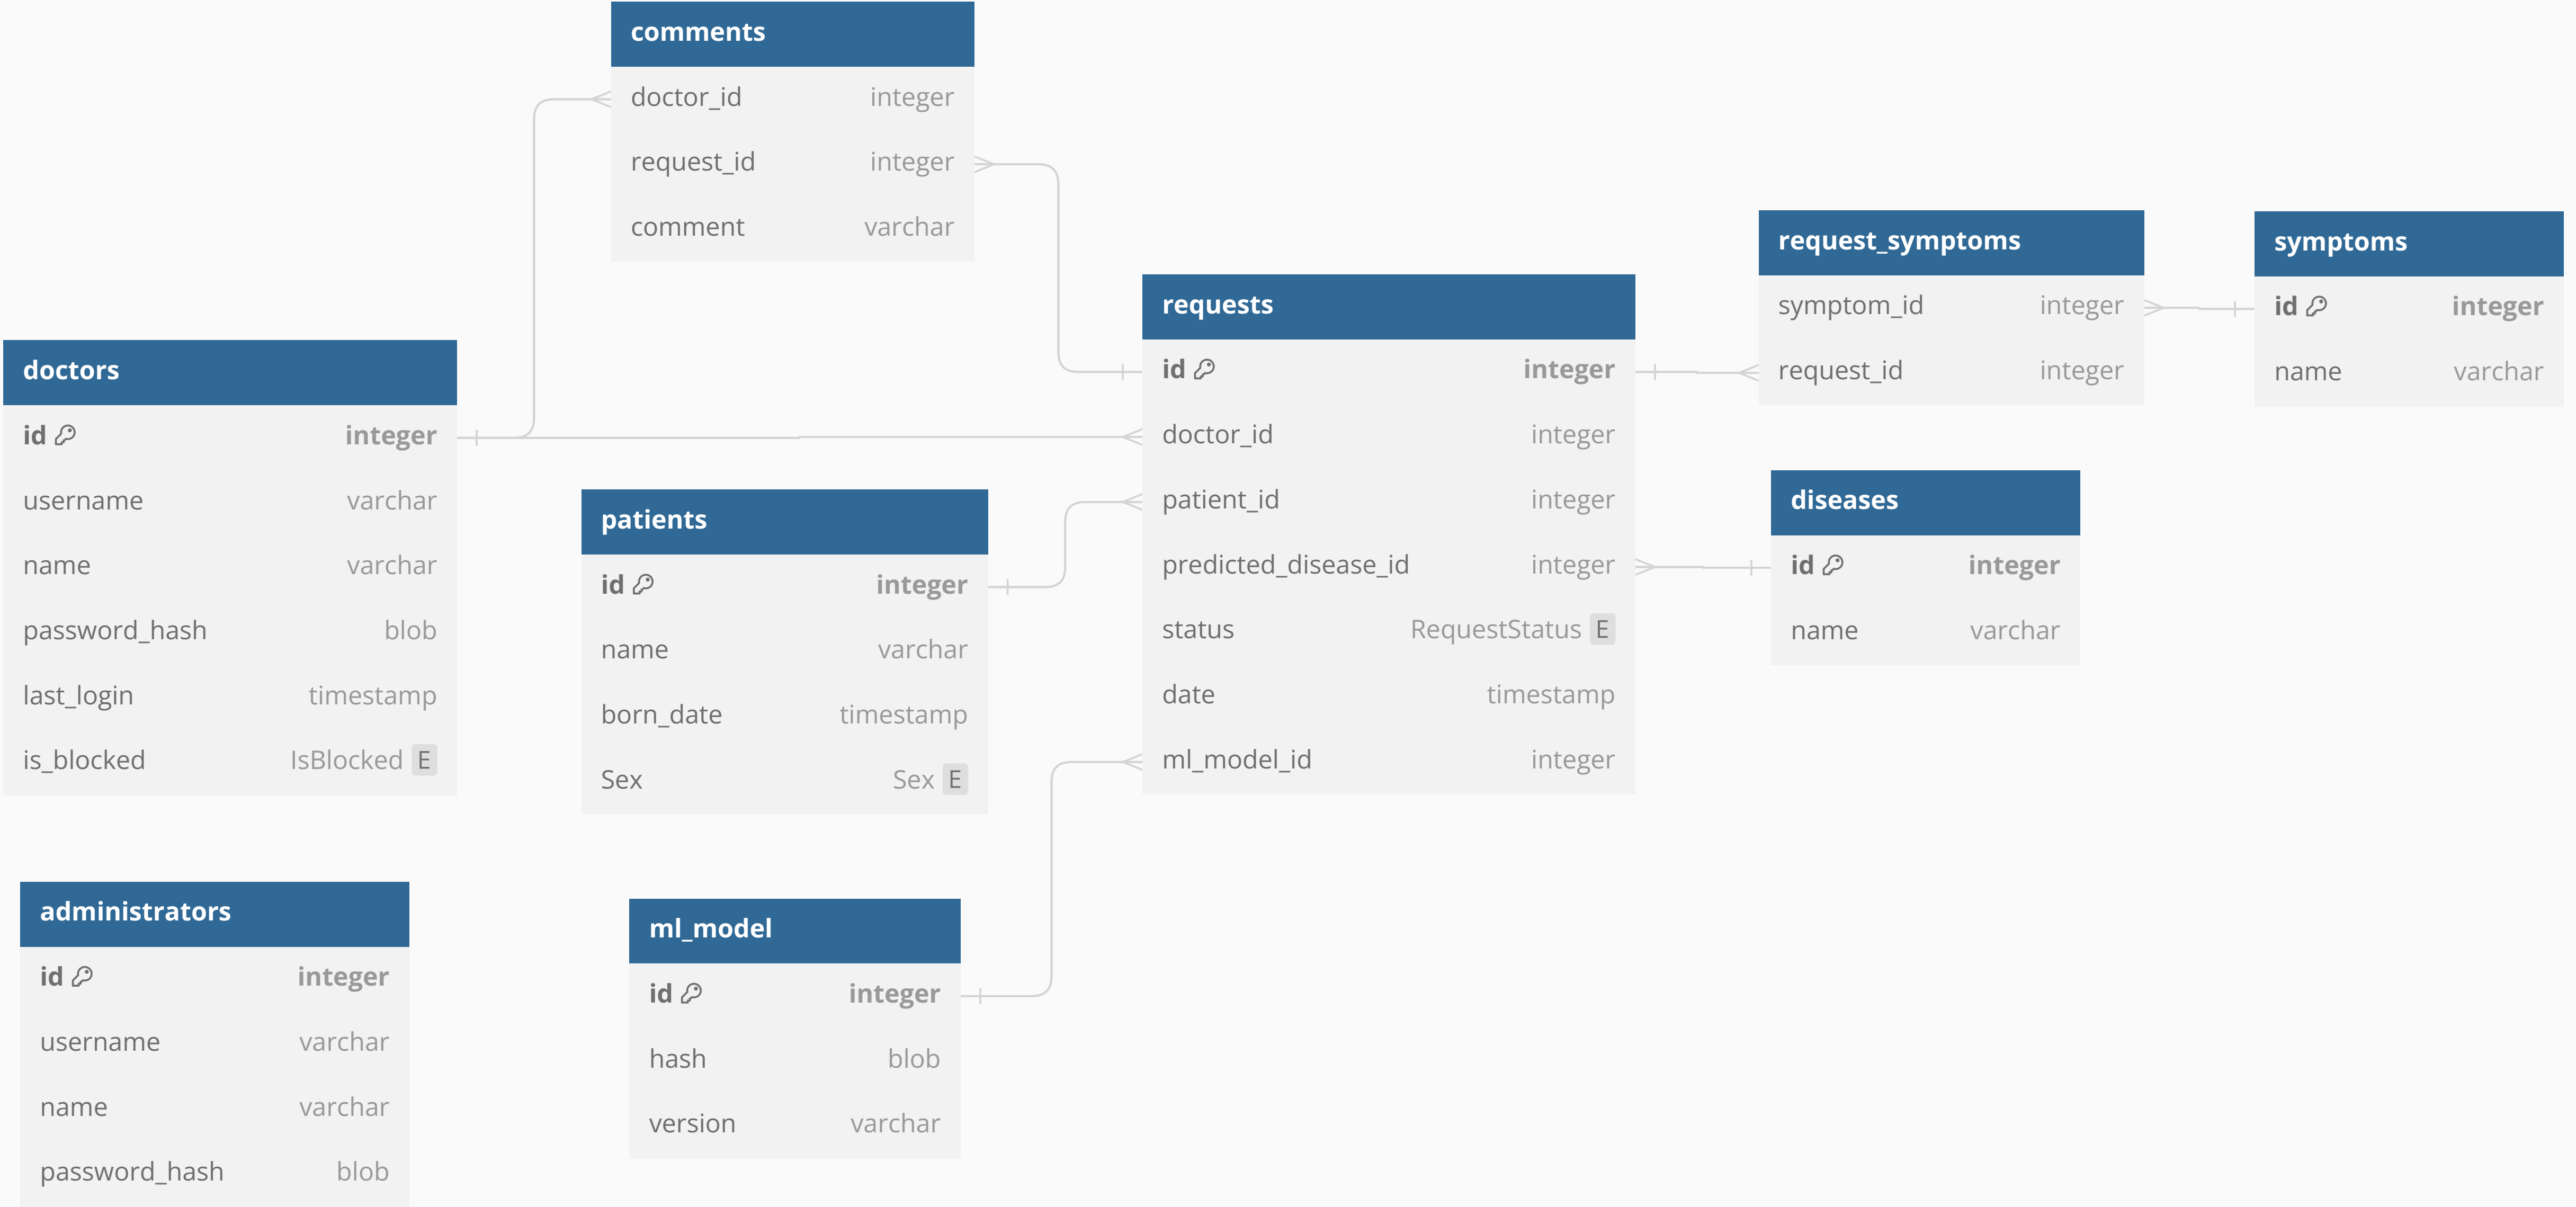 comments
doctor_id integer
request_id integer
comment varchar
doctors
id integer
username varchar
name varchar
password_hash blob
last_login timestamp
is_blocked IsBlocked E
patients
id integer
name varchar
born_date timestamp
Sex Sex E
requests
id integer
doctor_id integer
patient_id integer
predicted_disease_id integer
status RequestStatus E
date timestamp
ml_model_id integer
request_symptoms
symptom_id integer
request_id integer
symptoms
id integer
name varchar
diseases
id integer
name varchar
administrators
id integer
username varchar
name varchar
password_hash blob
ml_model
id integer
hash blob
version varchar